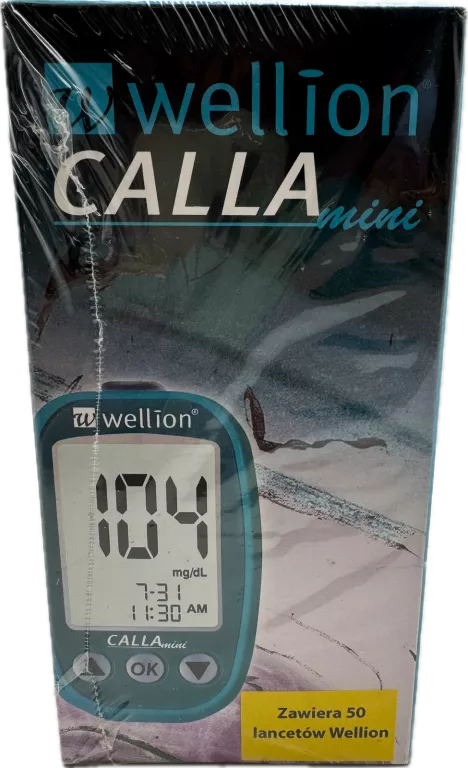 w wellion®
CALLA mini
w wellion®
104
mg/dL
7-31
11:30 AM
CALLA mini
OK
Zawiera 50
lancetów Wellion